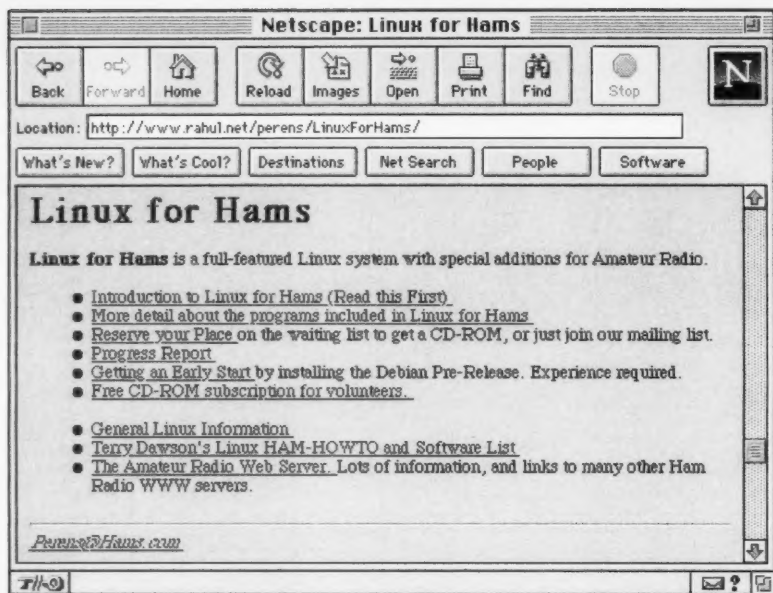 Netscape: Linux for Hams
Back Forward Home Reload Images Open Print Find Stop N
Location: http://www.rahul.net/perens/LinuxForHams/
What's New? What's Cool? Destinations Net Search People Software
Linux for Hams
Linux for Hams is a full-featured Linux system with special additions for Amateur Radio.
Introduction to Linux for Hams (Read this First)
More detail about the programs included in Linux for Hams
Reserve your Place on the waiting list to get a CD-ROM, or just join our mailing list.
Progress Report
Getting an Early Start by installing the Debian Pre-Release. Experience required.
Free CD-ROM subscription for volunteers.
General Linux Information
Terry Dawson's Linux HAM-HOWTO and Software List
The Amateur Radio Web Server. Lots of information, and links to many other Ham
Radio WWW servers.
Perens@Hams.com
?